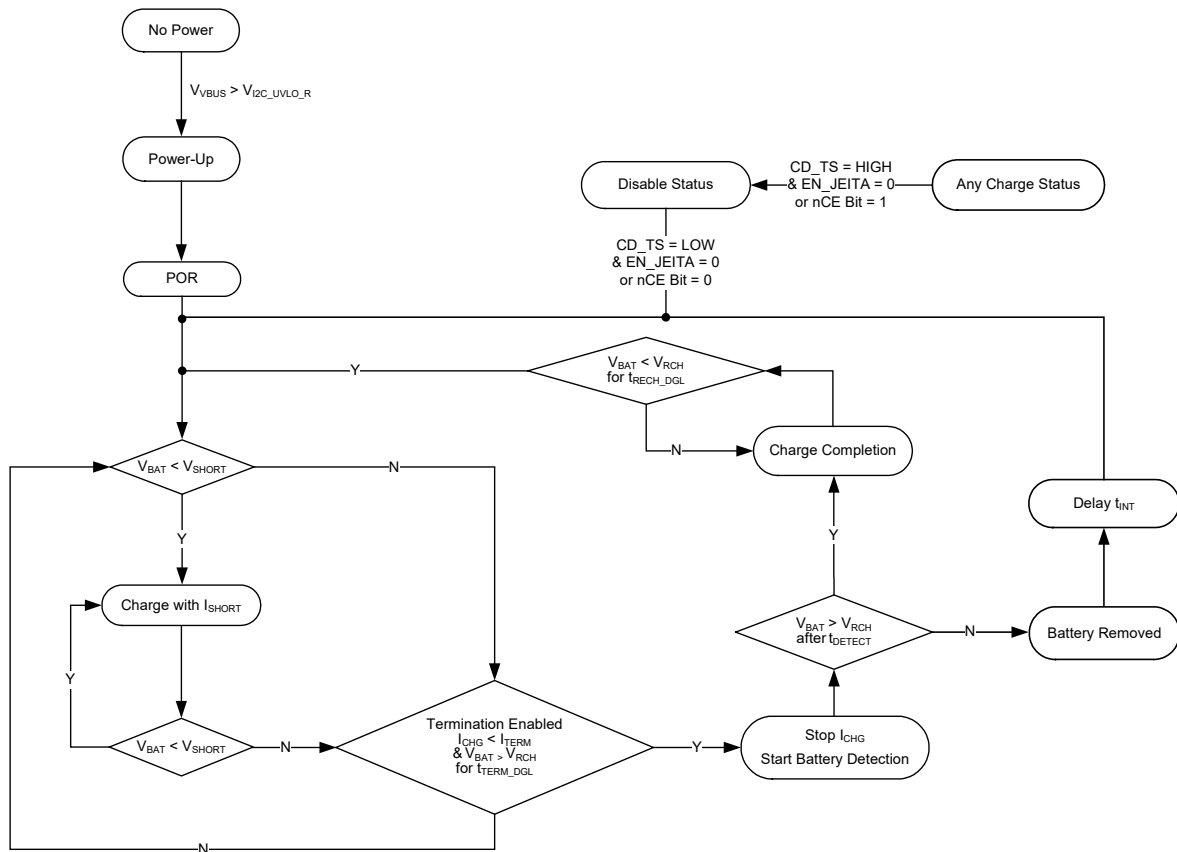 No Power
VVBUS > VI2C_UVLO_R
Power-Up
POR
Disable Status
CD_TS = HIGH
& EN_JEITA = 0
or nCE Bit = 1
Any Charge Status
CD_TS = LOW
& EN_JEITA = 0
or nCE Bit = 0
Y
VBAT < VRCH
for tRECH_DGL
N
Charge Completion
VBAT < VSHORT
N
Y
Delay tINT
Y
Charge with ISHORT
VBAT > VRCH
after tDETECT
N
Battery Removed
Y
VBAT < VSHORT
N
Termination Enabled
ICHG < ITERM
& VBAT > VRCH
for tTERM_DGL
Y
Stop ICHG
Start Battery Detection
N